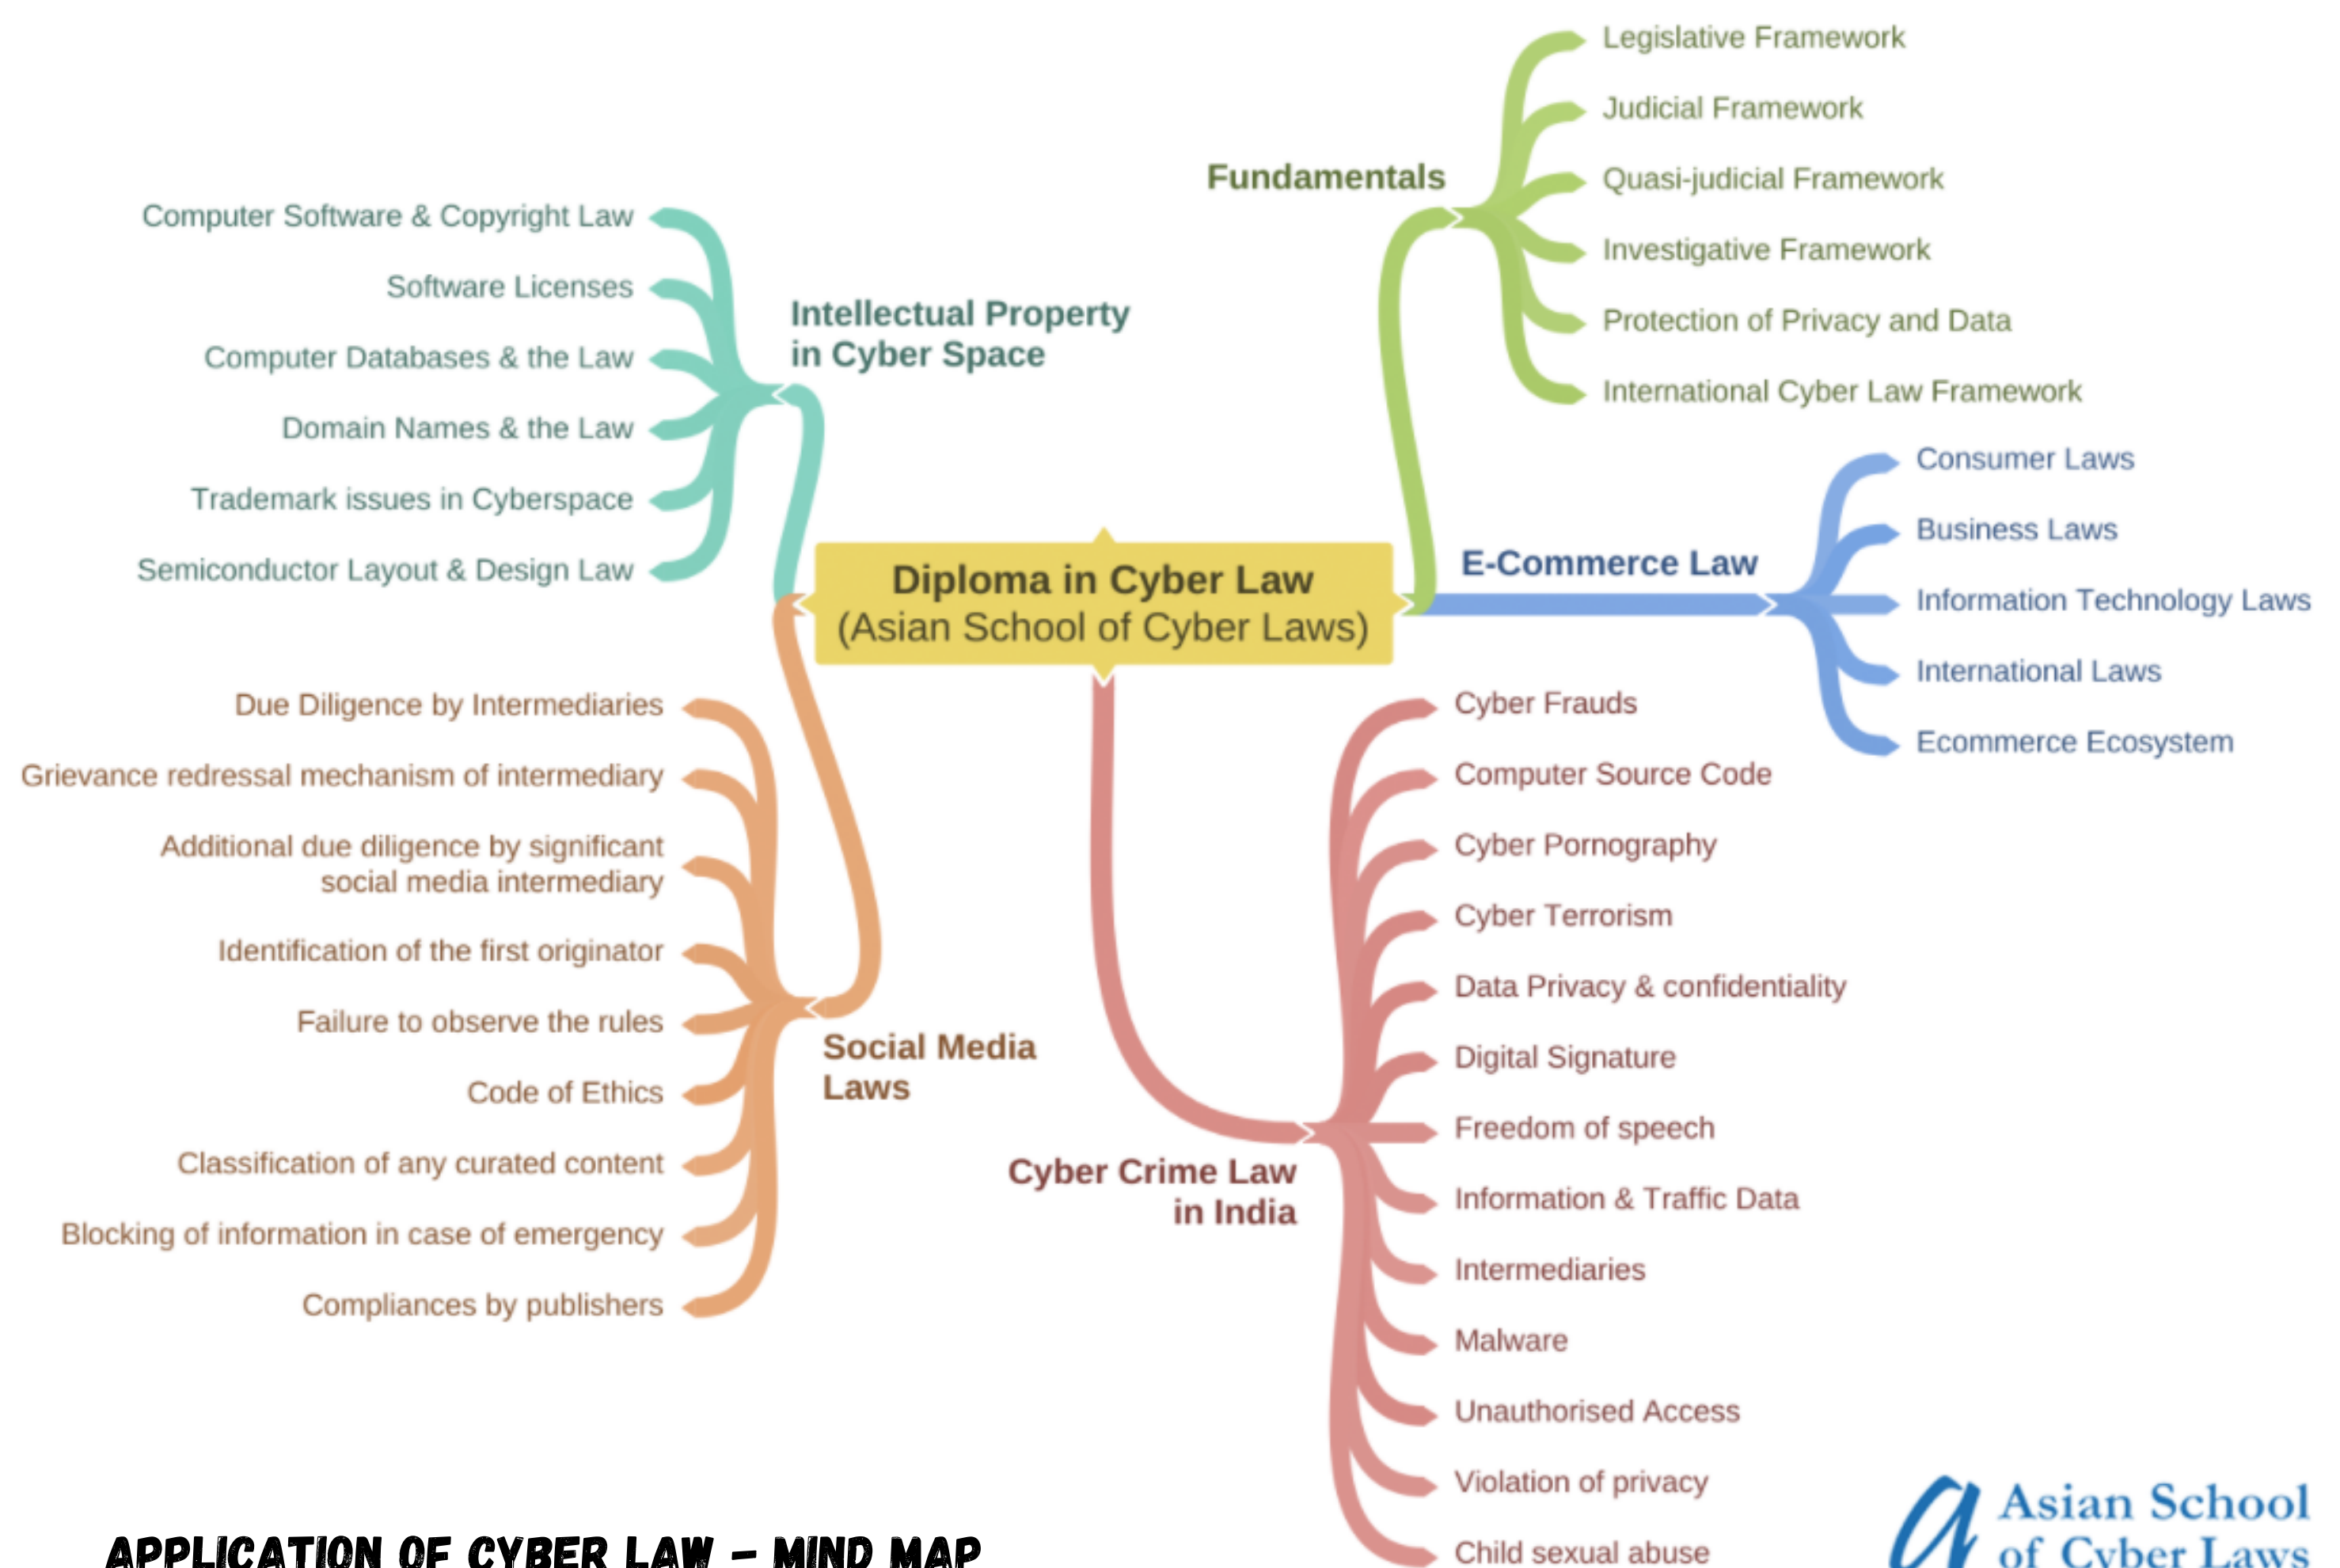 Legislative Framework
Judicial Framework
Fundamentals
Quasi-judicial Framework
Investigative Framework
Protection of Privacy and Data
International Cyber Law Framework
Computer Software & Copyright Law
Software Licenses
Intellectual Property
in Cyber Space
Computer Databases & the Law
Domain Names & the Law
Trademark issues in Cyberspace
Semiconductor Layout & Design Law
Diploma in Cyber Law
(Asian School of Cyber Laws)
E-Commerce Law
Consumer Laws
Business Laws
Information Technology Laws
International Laws
Ecommerce Ecosystem
Due Diligence by Intermediaries
Grievance redressal mechanism of intermediary
Additional due diligence by significant
social media intermediary
Identification of the first originator
Failure to observe the rules
Social Media
Laws
Code of Ethics
Classification of any curated content
Blocking of information in case of emergency
Compliances by publishers
Cyber Crime Law
in India
Cyber Frauds
Computer Source Code
Cyber Pornography
Cyber Terrorism
Data Privacy & confidentiality
Digital Signature
Freedom of speech
Information & Traffic Data
Intermediaries
Malware
Unauthorised Access
Violation of privacy
Child sexual abuse
APPLICATION OF CYBER LAW – MIND MAP
Asian School
of Cyber Laws